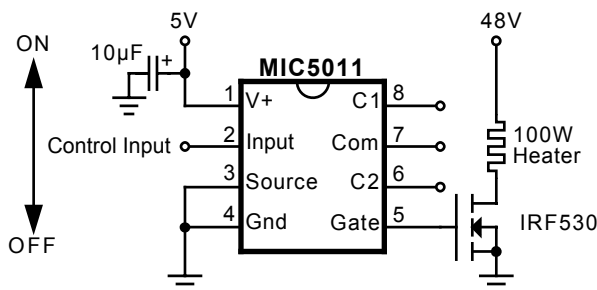 ON
OFF
10µF
+
5V
48V
MIC5011
1 V+
2 Input
3 Source
4 Gnd
C1 8
Com 7
C2 6
Gate 5
Control Input
100W
Heater
IRF530